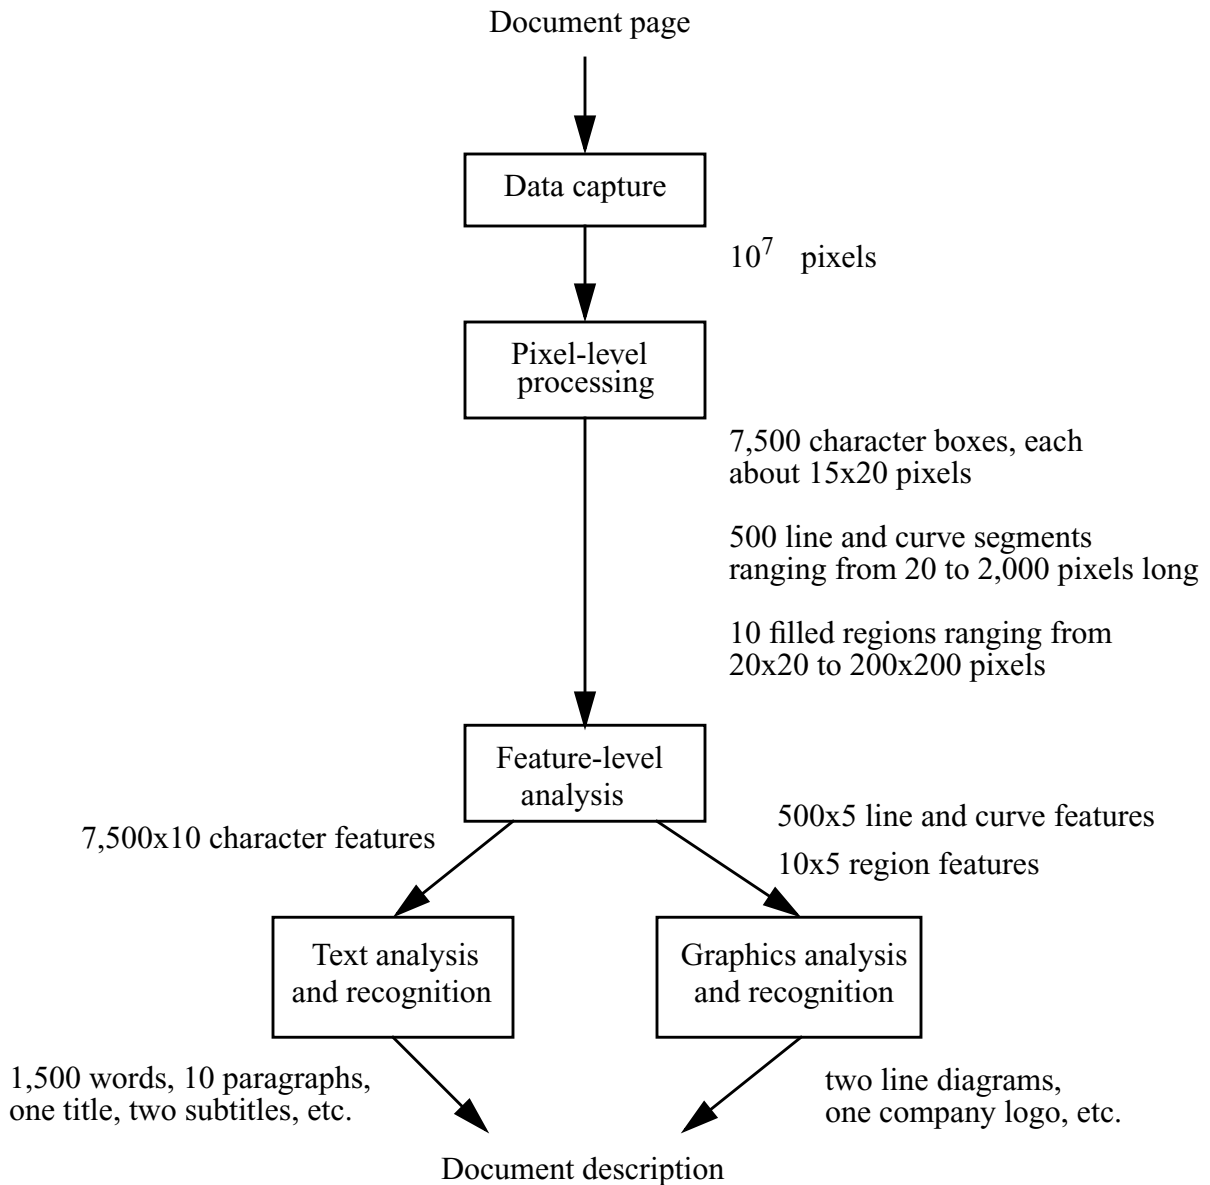 Document page
Data capture
10^7 pixels
Pixel-level
processing
7,500 character boxes, each
about 15x20 pixels
500 line and curve segments
ranging from 20 to 2,000 pixels long
10 filled regions ranging from
20x20 to 200x200 pixels
Feature-level
analysis
7,500x10 character features
500x5 line and curve features
10x5 region features
Text analysis
and recognition
Graphics analysis
and recognition
1,500 words, 10 paragraphs,
one title, two subtitles, etc.
two line diagrams,
one company logo, etc.
Document description